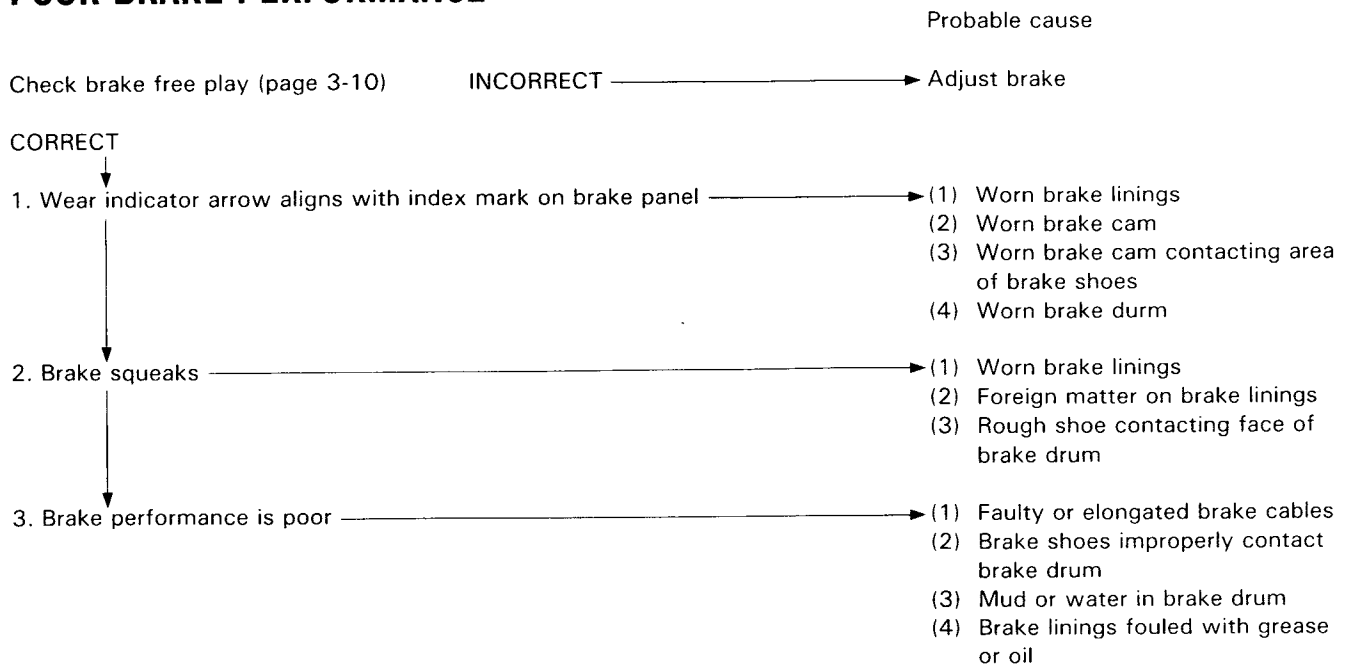 POOR BRAKE PERFORMANCE
Probable cause
Check brake free play (page 3-10) INCORRECT Adjust brake
CORRECT
1. Wear indicator arrow aligns with index mark on brake panel (1) Worn brake linings
(2) Worn brake cam
(3) Worn brake cam contacting area
of brake shoes
(4) Worn brake durm
2. Brake squeaks (1) Worn brake linings
(2) Foreign matter on brake linings
(3) Rough shoe contacting face of
brake drum
3. Brake performance is poor (1) Faulty or elongated brake cables
(2) Brake shoes improperly contact
brake drum
(3) Mud or water in brake drum
(4) Brake linings fouled with grease
or oil